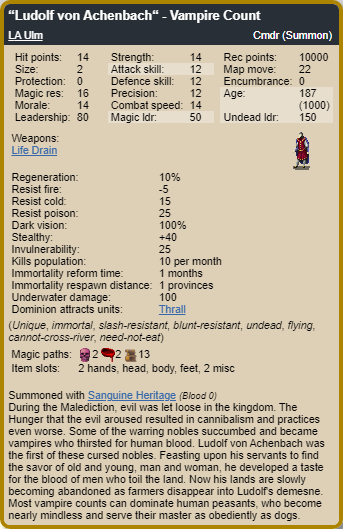 “Ludolf von Achenbach“ - Vampire Count
LA Ulm Cmdr (Summon)
Hit points: 14 Strength: 14 Rec points: 10000
Size: 2 Attack skill: 12 Map move: 22
Protection: 0 Defence skill: 12 Encumbrance: 0
Magic res: 16 Precision: 12 Age: 187
Morale: 14 Combat speed: 14 (1000)
Leadership: 80 Magic ldr: 50 Undead ldr: 150
Weapons:
Life Drain
Regeneration: 10%
Resist fire: -5
Resist cold: 15
Resist poison: 25
Dark vision: 100%
Stealthy: +40
Invulnerability: 25
Kills population: 10 per month
Immortality reform time: 1 months
Immortality respawn distance: 1 provinces
Underwater damage: 100
Dominion attracts units: Thrall
(Unique, immortal, slash-resistant, blunt-resistant, undead, flying,
cannot-cross-river, need-not-eat)
Magic paths: 2 2 13
Item slots: 2 hands, head, body, feet, 2 misc
Summoned with Sanguine Heritage (Blood 0)
During the Malediction, evil was let loose in the kingdom. The
Hunger that the evil aroused resulted in cannibalism and practices
even worse. Some of the warring nobles succumbed and became
vampires who thirsted for human blood. Ludolf von Achenbach was
the first of these cursed nobles. Feasting upon his servants to find
the savor of old and young, man and woman, he developed a taste
for the blood of men who toil the land. Now his lands are slowly
becoming abandoned as farmers disappear into Ludolf's demesne.
Most vampire counts can dominate human peasants, who become
nearly mindless and serve their master as obediently as dogs.